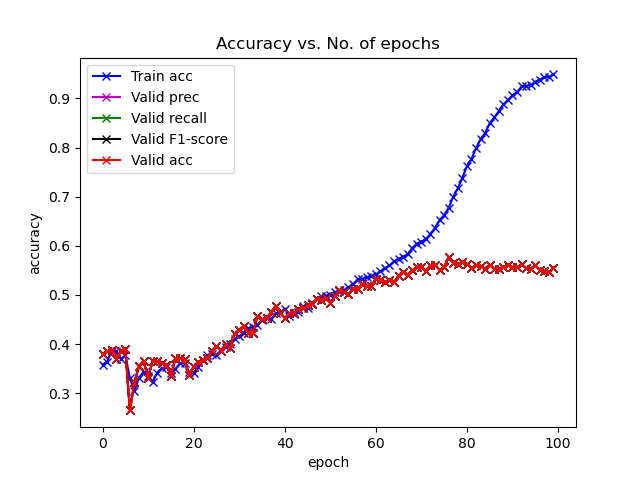 Accuracy vs. No. of epochs
Train acc
Valid prec
Valid recall
Valid F1-score
Valid acc
accuracy
0.9
0.8
0.7
0.6
0.5
0.4
0.3
0 20 40 60 80 100
epoch